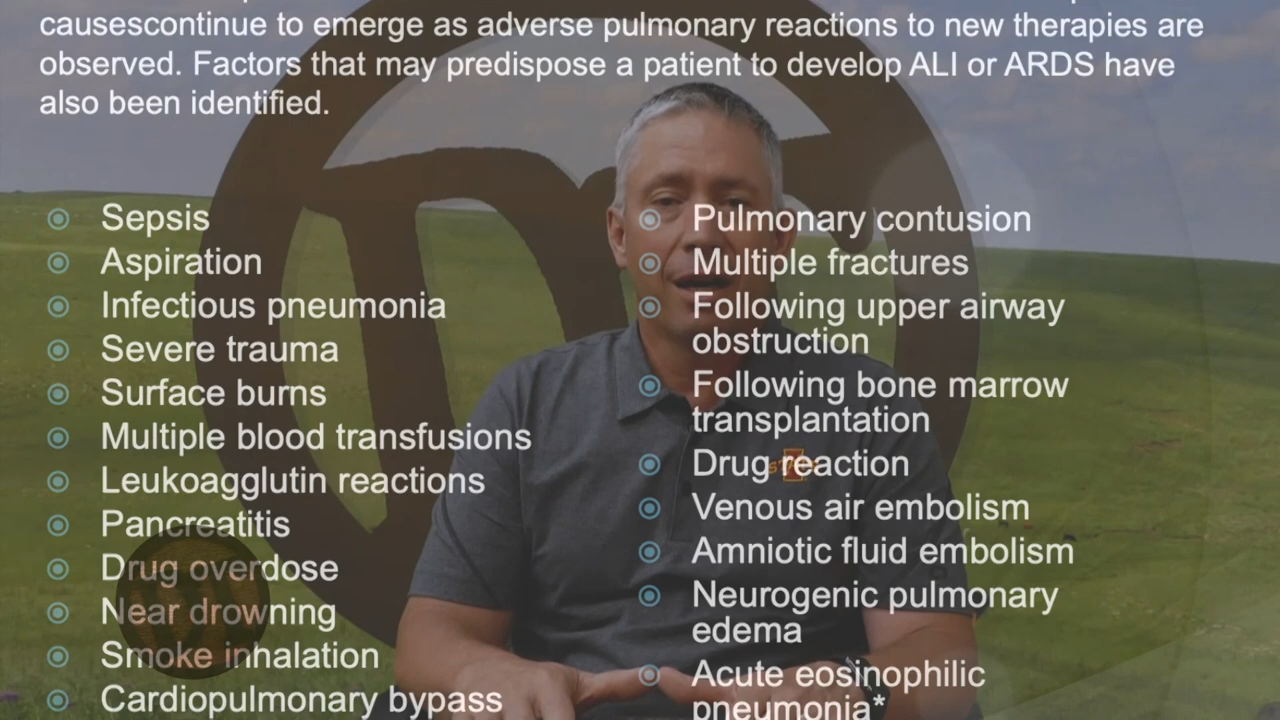 causescontinue to emerge as adverse pulmonary reactions to new therapies are
observed. Factors that may predispose a patient to develop ALI or ARDS have
also been identified.
Sepsis
Aspiration
Infectious pneumonia
Severe trauma
Surface burns
Multiple blood transfusions
Leukoagglutin reactions
Pancreatitis
Drug overdose
Near drowning
Smoke inhalation
Cardiopulmonary bypass
Pulmonary contusion
Multiple fractures
Following upper airway
obstruction
Following bone marrow
transplantation
Drug reaction
Venous air embolism
Amniotic fluid embolism
Neurogenic pulmonary
edema
Acute eosinophilic
pneumonia*